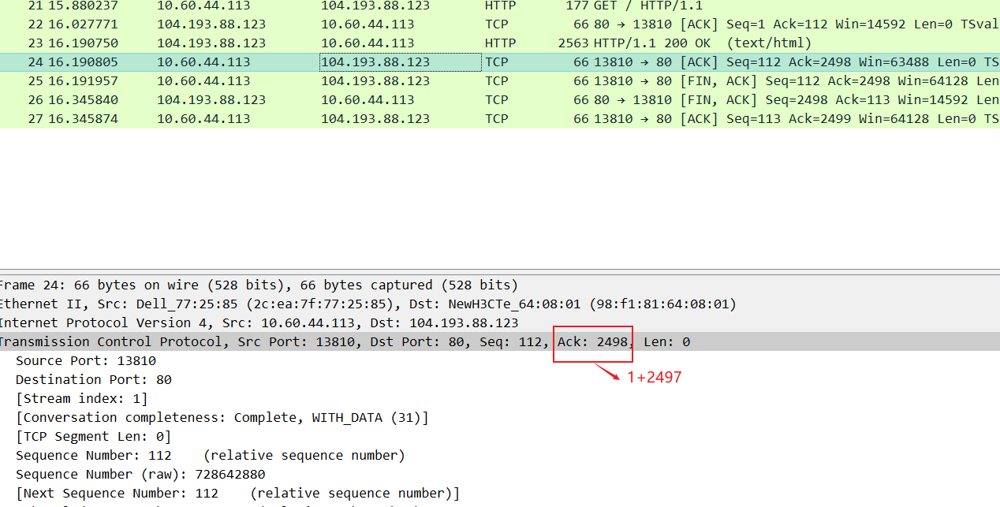 21 15.880237 10.60.44.113 104.193.88.123 HTTP 177 GET / HTTP/1.1
22 16.027771 104.193.88.123 10.60.44.113 TCP 66 80 → 13810 [ACK] Seq=1 Ack=112 Win=14592 Len=0 TSval
23 16.190750 104.193.88.123 10.60.44.113 HTTP 2563 HTTP/1.1 200 OK (text/html)
24 16.190805 10.60.44.113 104.193.88.123 TCP 66 13810 → 80 [ACK] Seq=112 Ack=2498 Win=63488 Len=0 TS
25 16.191957 10.60.44.113 104.193.88.123 TCP 66 13810 → 80 [FIN, ACK] Seq=112 Ack=2498 Win=64128 Len
26 16.345840 104.193.88.123 10.60.44.113 TCP 66 80 → 13810 [FIN, ACK] Seq=2498 Ack=113 Win=14592 Len
27 16.345874 10.60.44.113 104.193.88.123 TCP 66 13810 → 80 [ACK] Seq=113 Ack=2499 Win=64128 Len=0 TS
Frame 24: 66 bytes on wire (528 bits), 66 bytes captured (528 bits)
Ethernet II, Src: Dell_77:25:85 (2c:ea:7f:77:25:85), Dst: NewH3CTe_64:08:01 (98:f1:81:64:08:01)
Internet Protocol Version 4, Src: 10.60.44.113, Dst: 104.193.88.123
Transmission Control Protocol, Src Port: 13810, Dst Port: 80, Seq: 112, Ack: 2498, Len: 0
Source Port: 13810
1+2497
Destination Port: 80
[Stream index: 1]
[Conversation completeness: Complete, WITH_DATA (31)]
[TCP Segment Len: 0]
Sequence Number: 112 (relative sequence number)
Sequence Number (raw): 728642880
[Next Sequence Number: 112 (relative sequence number)]